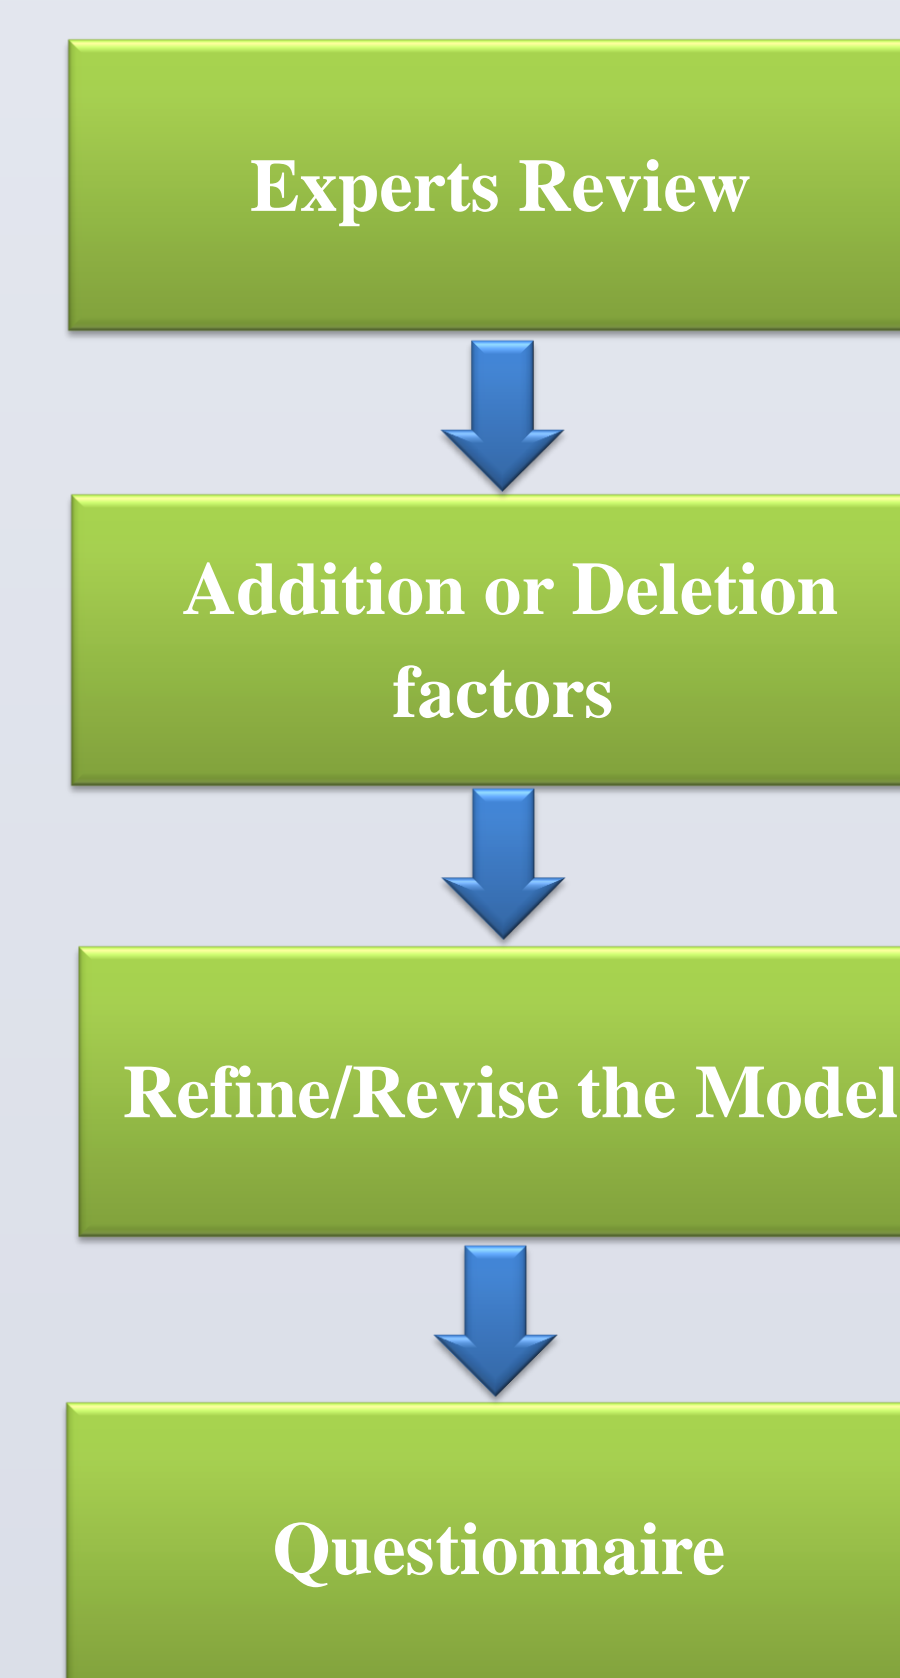 Experts Review
Addition or Deletion
factors
Refine/Revise the Model
Questionnaire